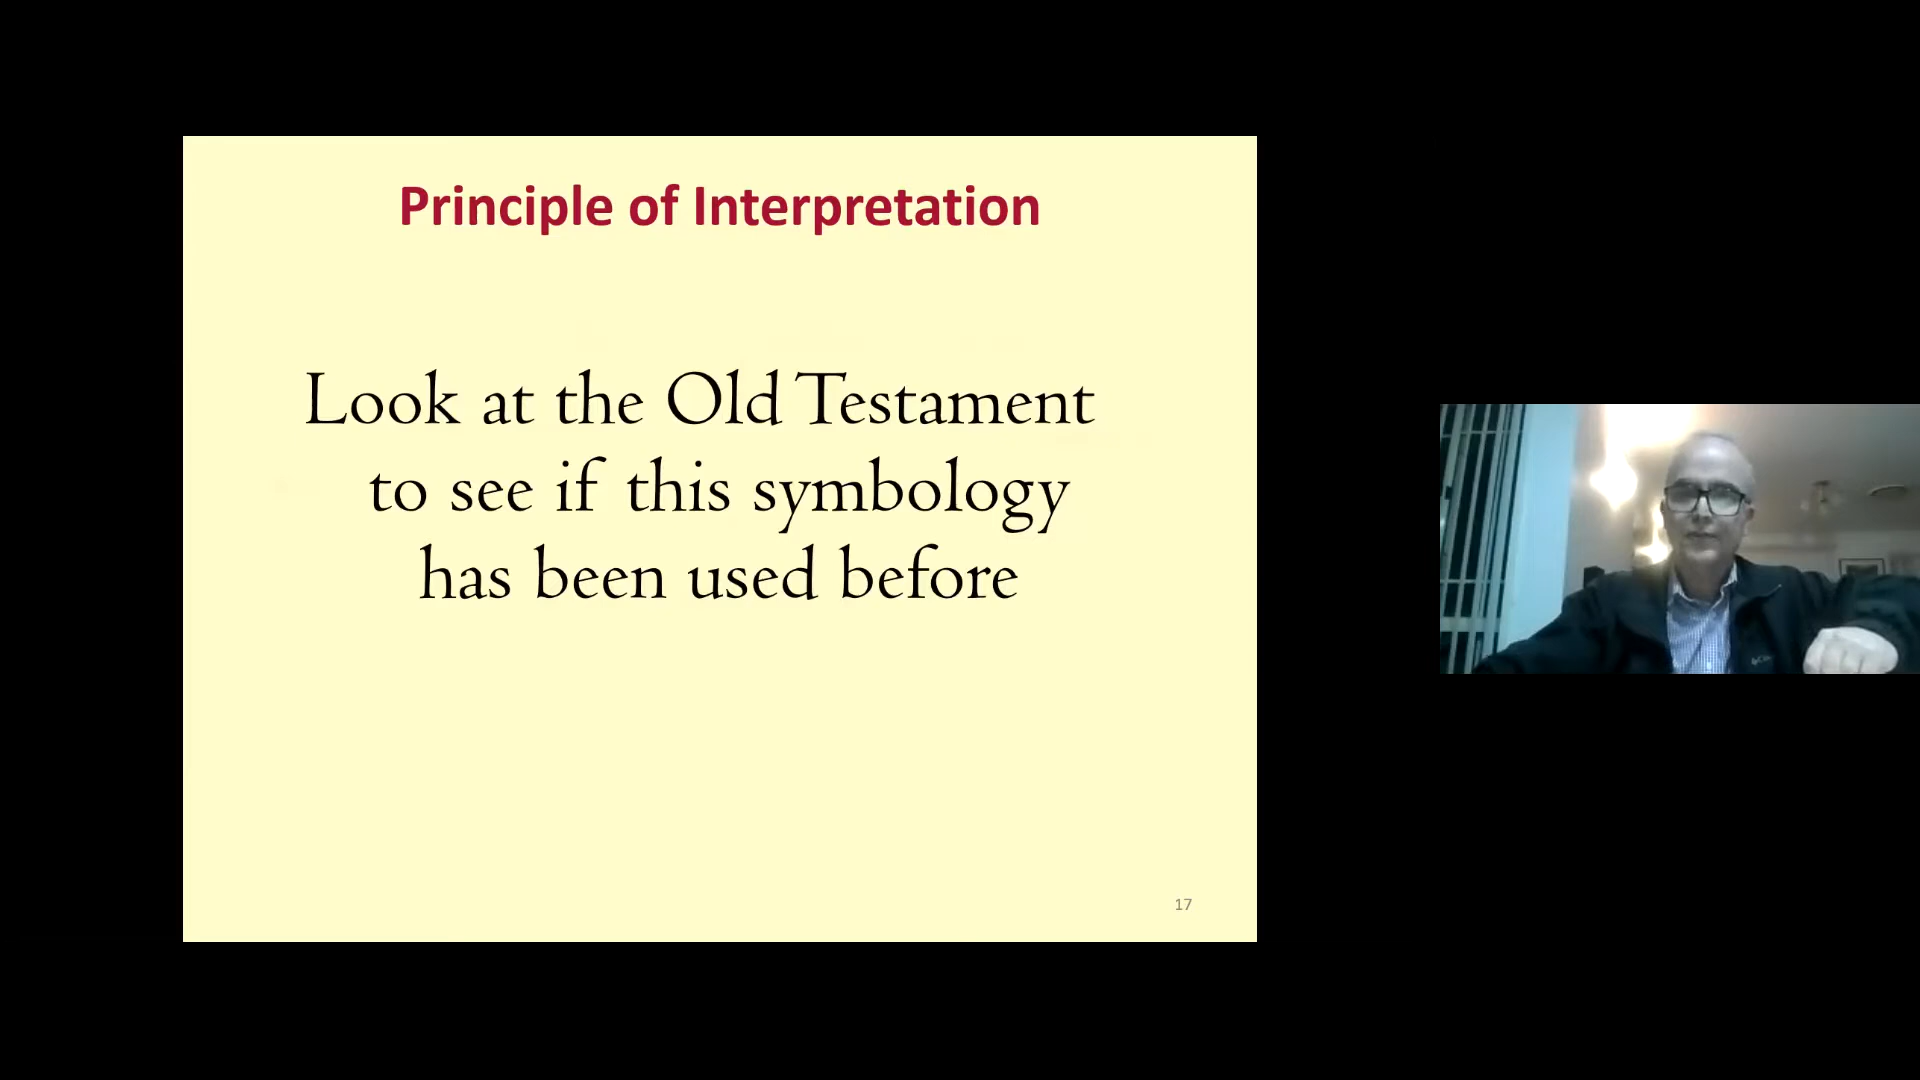 Principle of Interpretation
Look at the Old Testament
to see if this symbology
has been used before
17